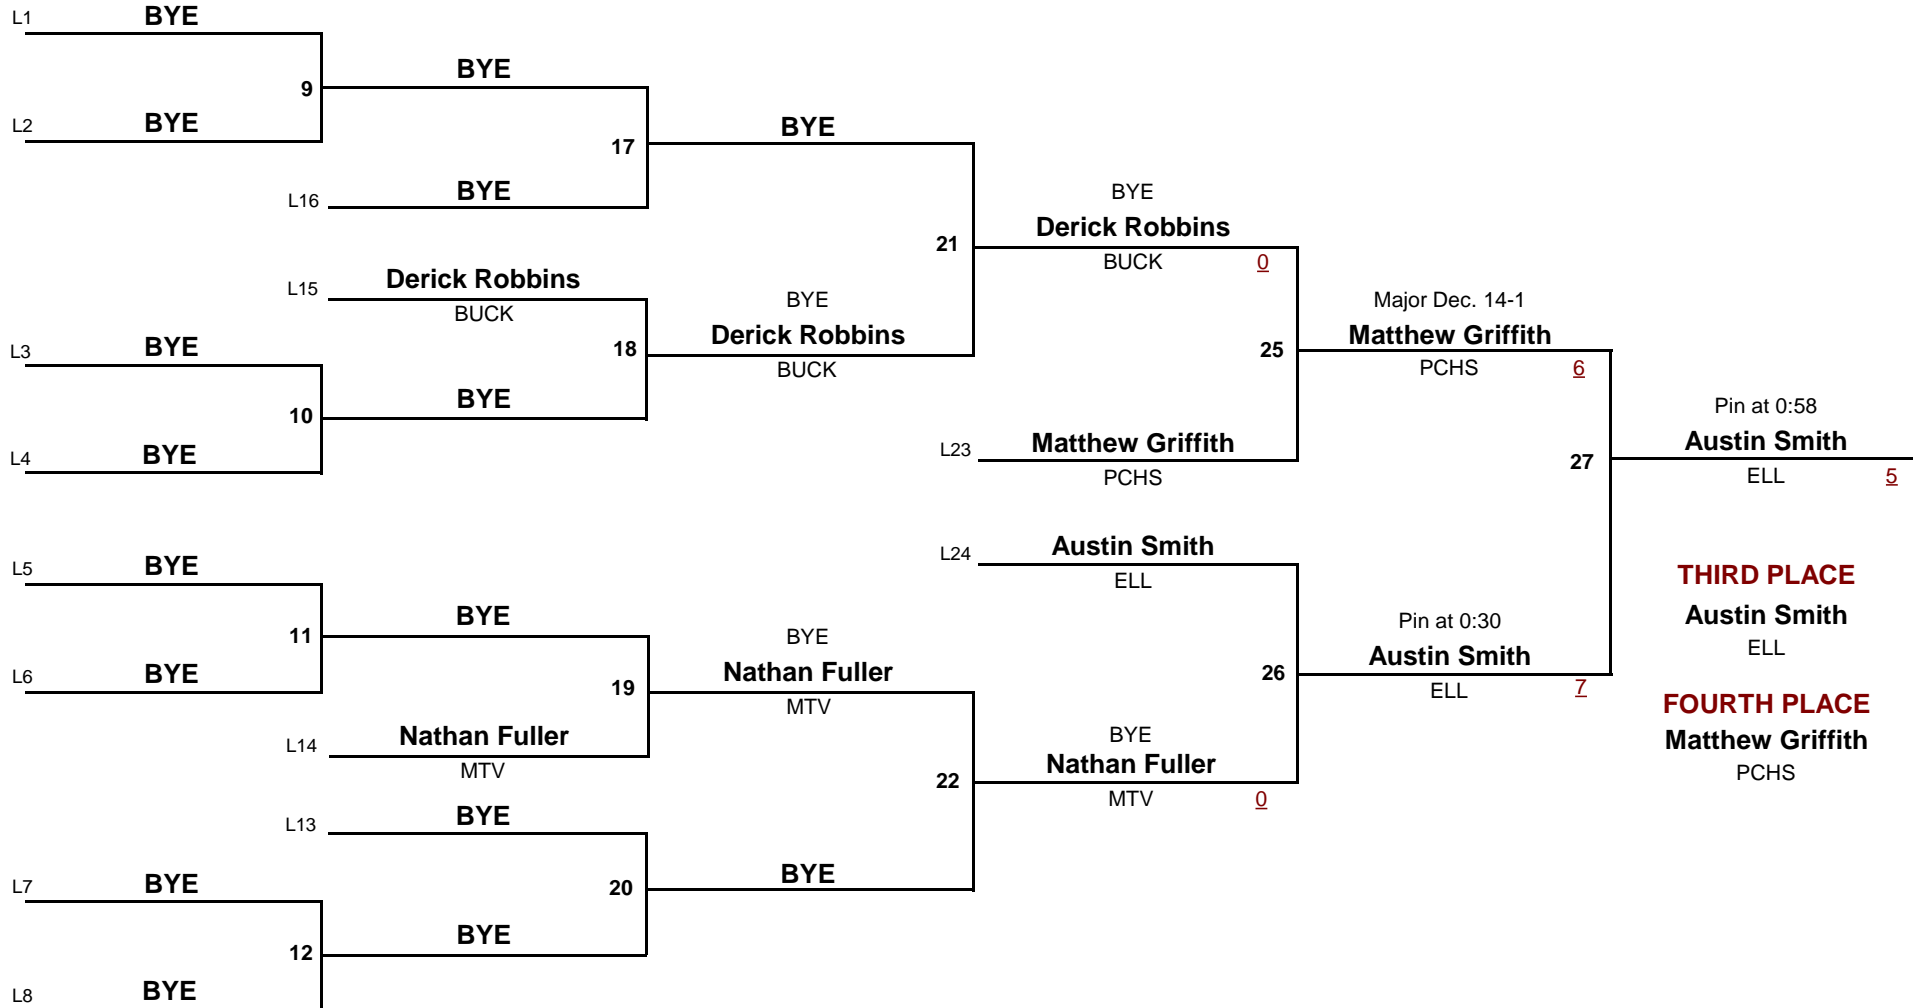 L1 BYE
BYE
9
L2 BYE
BYE
17
L16 BYE
BYE
Derick Robbins
21
BUCK 0
L15 Derick Robbins
BUCK
BYE
Derick Robbins
BUCK
18
L3 BYE
10
BYE
L4 BYE
Major Dec. 14-1
Matthew Griffith
25
PCHS 6
L23 Matthew Griffith
PCHS
Pin at 0:58
Austin Smith
27
ELL 5
L5 BYE
11
BYE
L6 BYE
19
L14 Nathan Fuller
MTV
BYE
Nathan Fuller
MTV
L24 Austin Smith
ELL
Pin at 0:30
Austin Smith
26
ELL 7
22
BYE
Nathan Fuller
MTV 0
L13 BYE
20
BYE
L7 BYE
12
BYE
L8 BYE
THIRD PLACE
Austin Smith
ELL
FOURTH PLACE
Matthew Griffith
PCHS